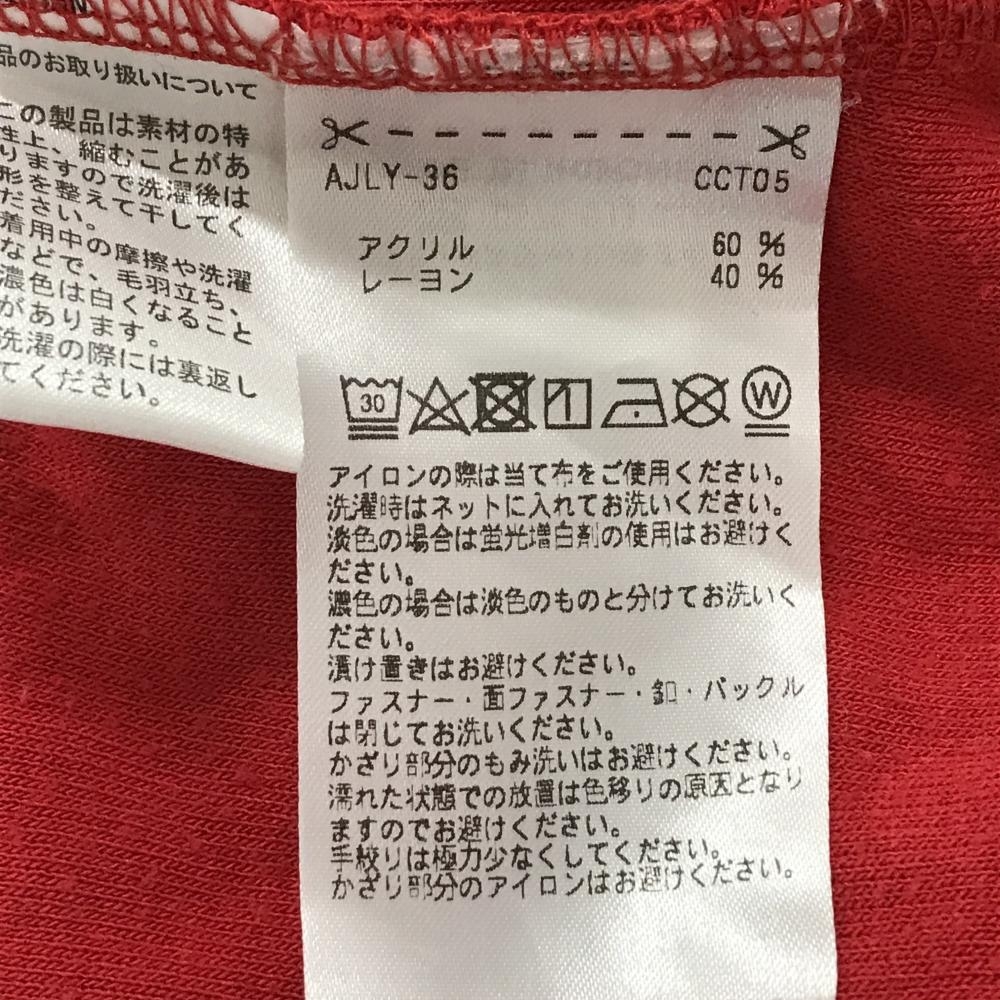 品のお取り扱いについて
この製品は素材の特
性上、縮むことがあ
りますので洗濯後は
形を整えて干してく
ださい。
着用中の摩擦や洗濯
などで、毛羽立ち、
濃色は白くなること
があります。
洗濯の際には裏返し
てください。
AJLY-36 CCT05
アクリル 60 %
レーヨン 40 %
30 W
アイロンの際は当て布をご使用ください。
洗濯時はネットに入れてお洗いください。
淡色の場合は蛍光増白剤の使用はお避けく
ださい。
濃色の場合は淡色のものと分けてお洗いく
ださい。
漬け置きはお避けください。
ファスナー・面ファスナー・釦・バックル
は閉じてお洗いください。
かざり部分のもみ洗いはお避けください。
濡れた状態での放置は色移りの原因となり
ますのでお避けください。
手絞りは極力少なくしてください。
かざり部分のアイロンはお避けください。